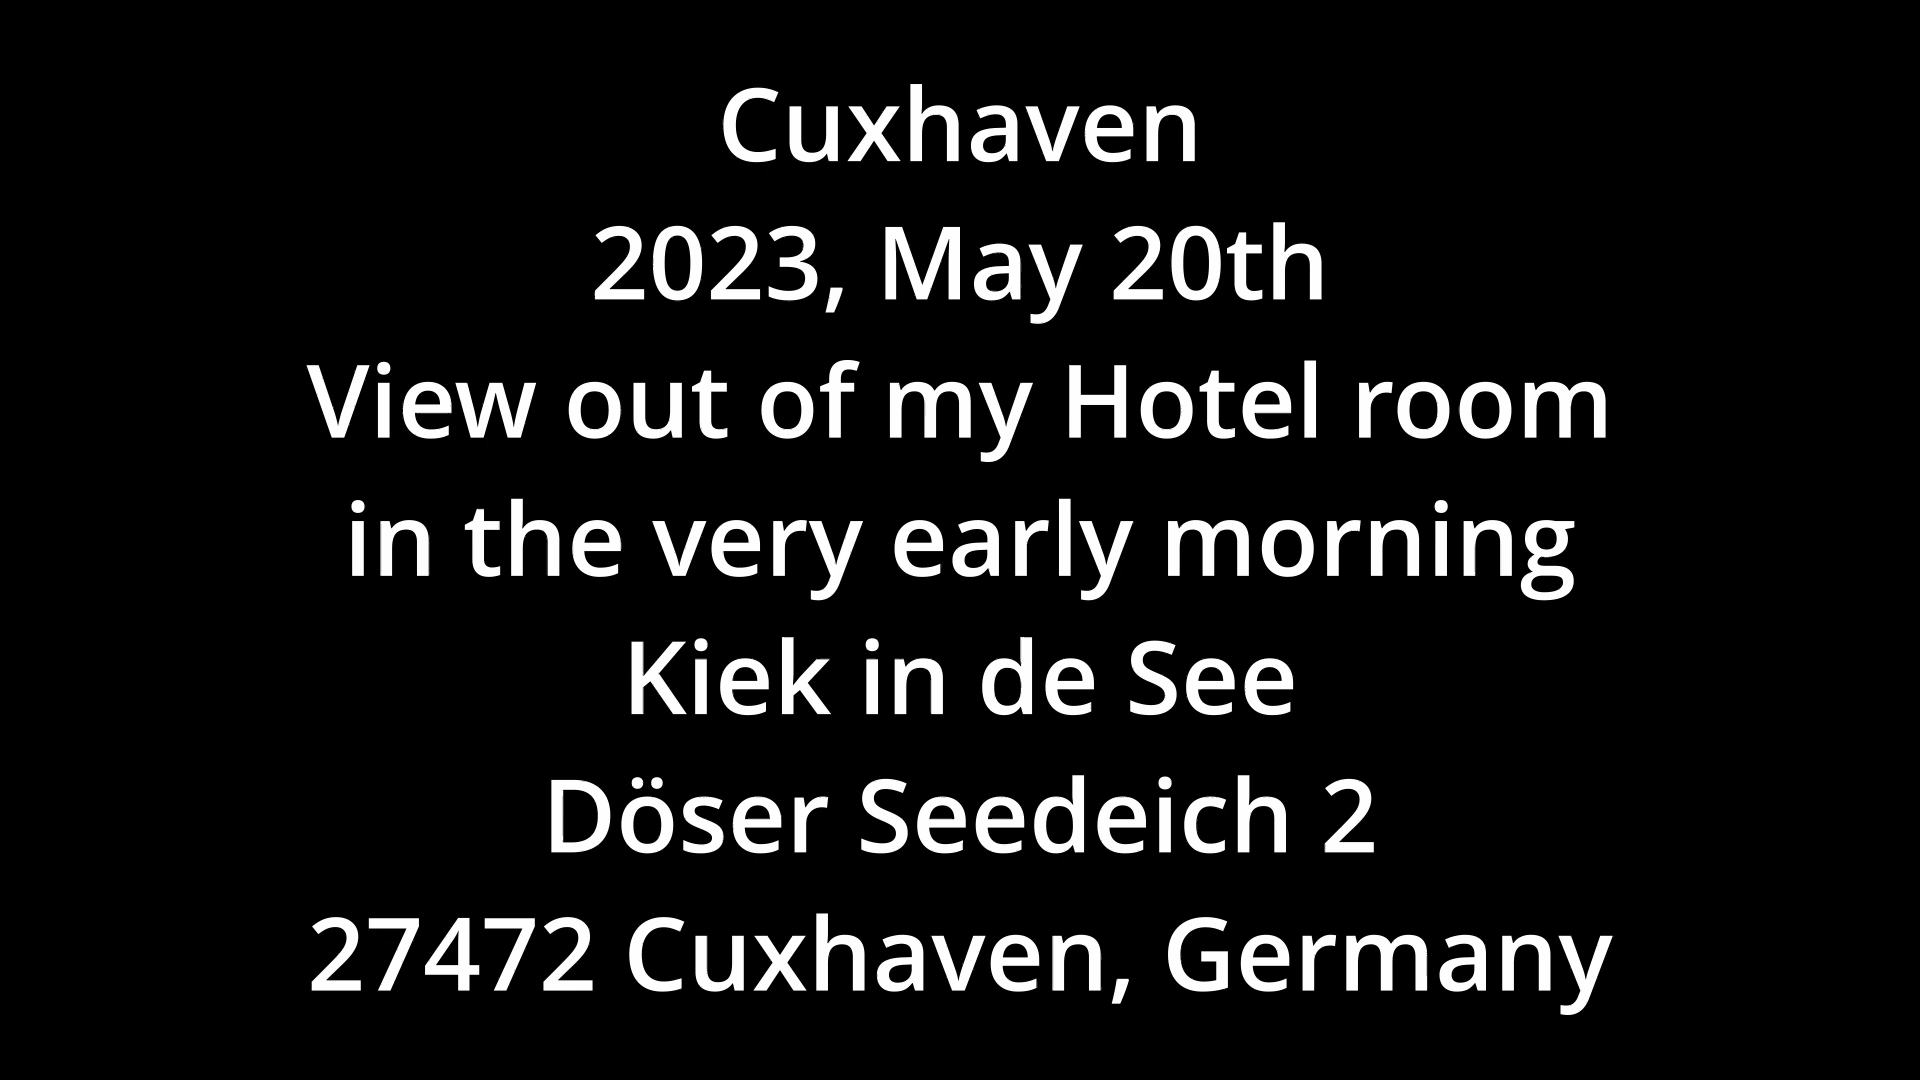 Cuxhaven
2023, May 20th
View out of my Hotel room
in the very early morning
Kiek in de See
Döser Seedeich 2
27472 Cuxhaven, Germany